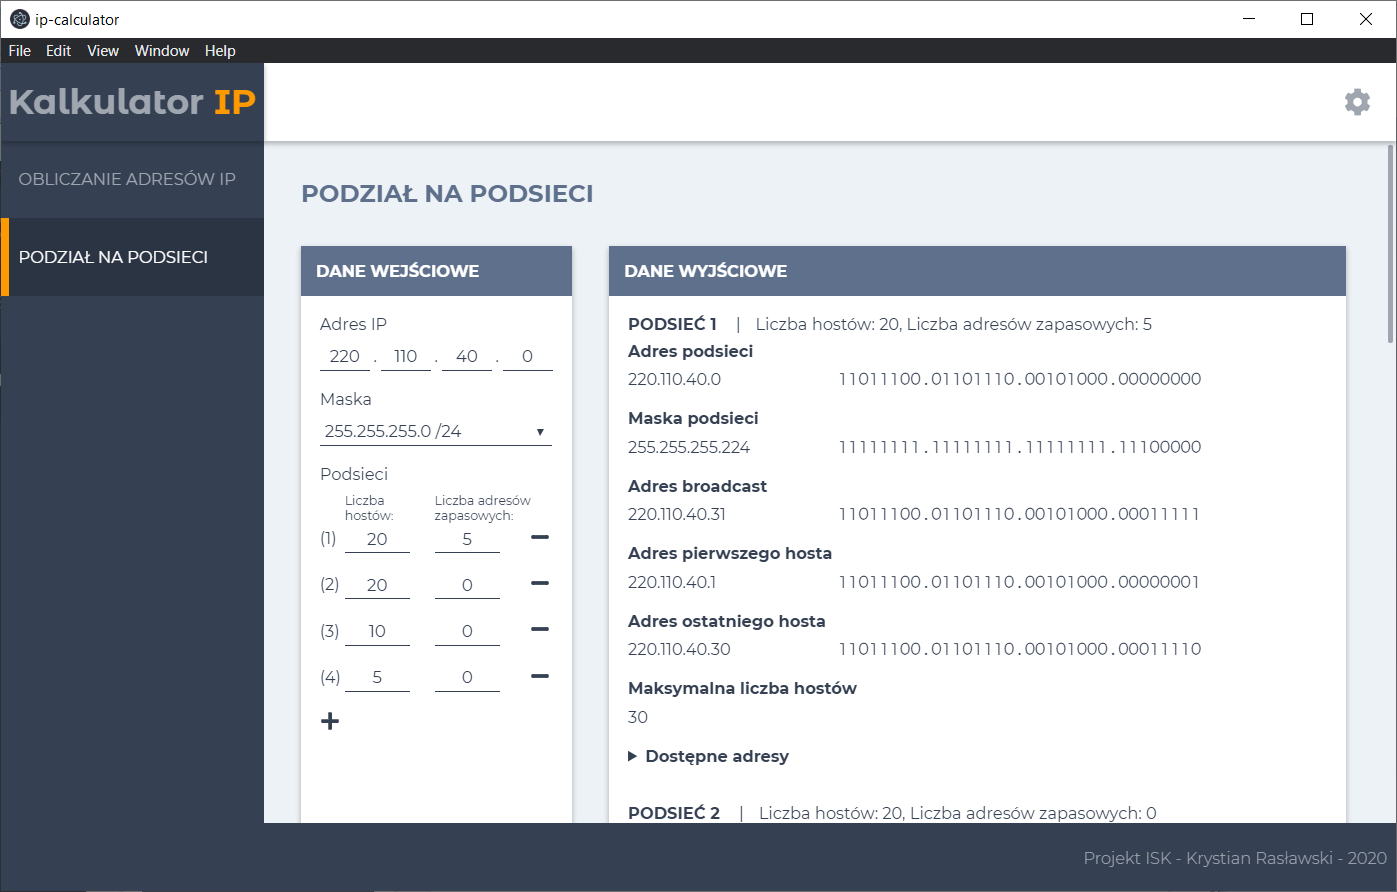 ip-calculator
File Edit View Window Help
Kalkulator IP
OBLICZANIE ADRESÓW IP
PODZIAŁ NA PODSIECI
PODZIAŁ NA PODSIECI
DANE WEJŚCIOWE
Adres IP
220 . 110 . 40 . 0
Maska
255.255.255.0 /24
Podsieci
Liczba hostów: Liczba adresów zapasowych:
(1) 20 5
(2) 20 0
(3) 10 0
(4) 5 0
DANE WYJŚCIOWE
PODSIEĆ 1 | Liczba hostów: 20, Liczba adresów zapasowych: 5
Adres podsieci
220.110.40.0 11011100.01101110.00101000.00000000
Maska podsieci
255.255.255.224 11111111.11111111.11111111.11100000
Adres broadcast
220.110.40.31 11011100.01101110.00101000.00011111
Adres pierwszego hosta
220.110.40.1 11011100.01101110.00101000.00000001
Adres ostatniego hosta
220.110.40.30 11011100.01101110.00101000.00011110
Maksymalna liczba hostów
30
Dostępne adresy
PODSIEĆ 2 | Liczba hostów: 20, Liczba adresów zapasowych: 0
Projekt ISK - Krystian Rasławski - 2020